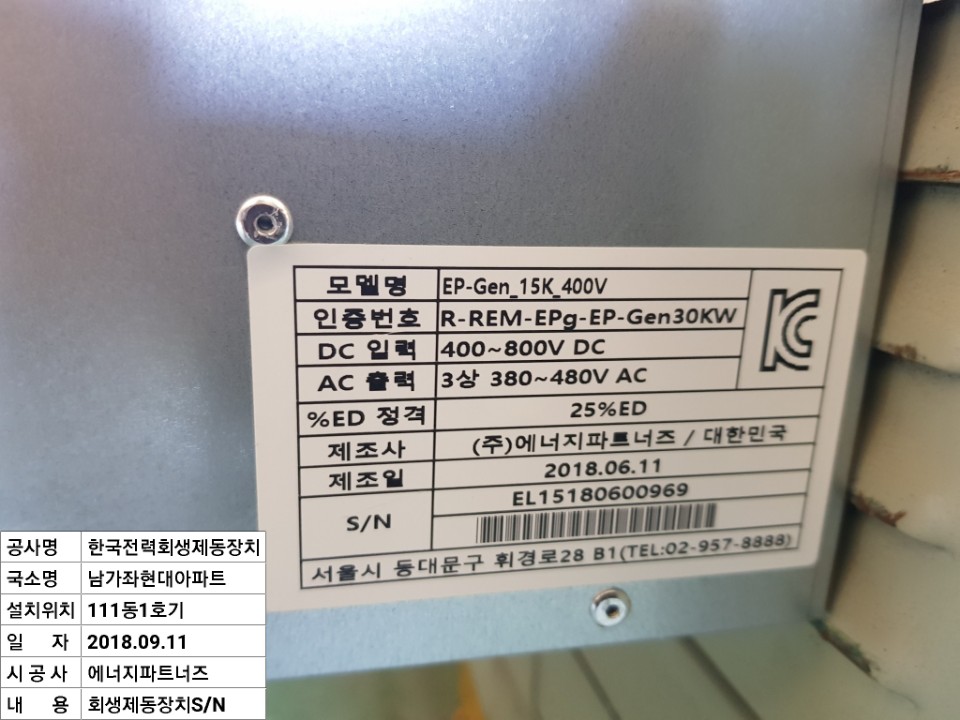 모델명 EP-Gen_15K_400V
인증번호 R-REM-EPg-EP-Gen30KW
DC 입력 400~800V DC
AC 출력 3상 380~480V AC
%ED 정격 25%ED
제조사 (주)에너지파트너즈 / 대한민국
제조일 2018.06.11
S/N EL15180600969
서울시 동대문구 휘경로28 B1(TEL:02-957-8888)
공사명 한국전력회생제동장치
국소명 남가좌현대아파트
설치위치 111동1호기
일 자 2018.09.11
시 공 사 에너지파트너즈
내 용 회생제동장치S/N